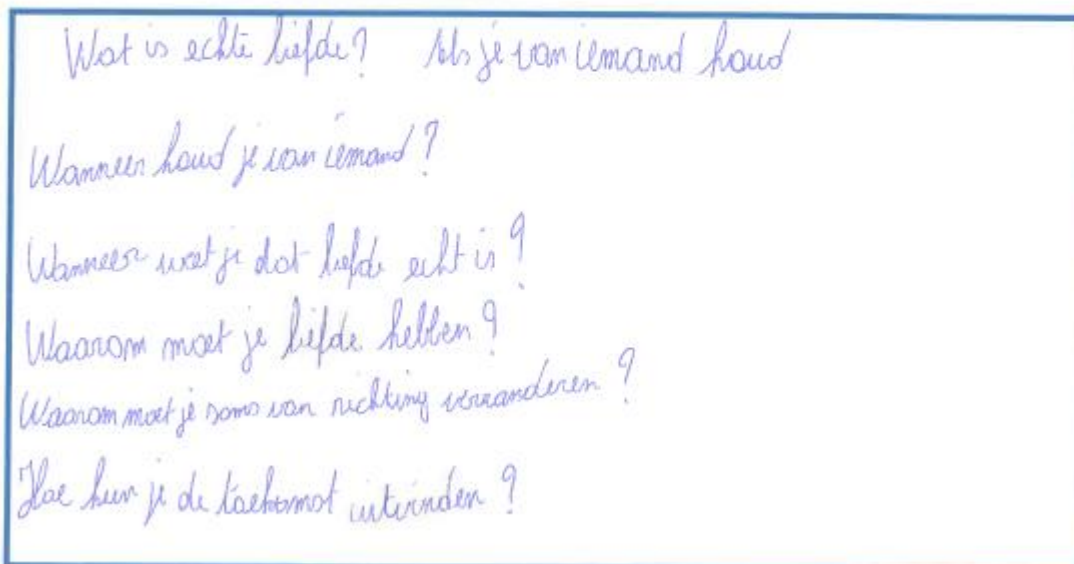 Wat is echte liefde? Als je van iemand houd
Wanneer houd je van iemand?
Wanneer weet je dat liefde echt is?
Waarom moet je liefde hebben?
Waarom moet je soms van richting verranderen?
Hoe kun je de toekomst uitvinden?